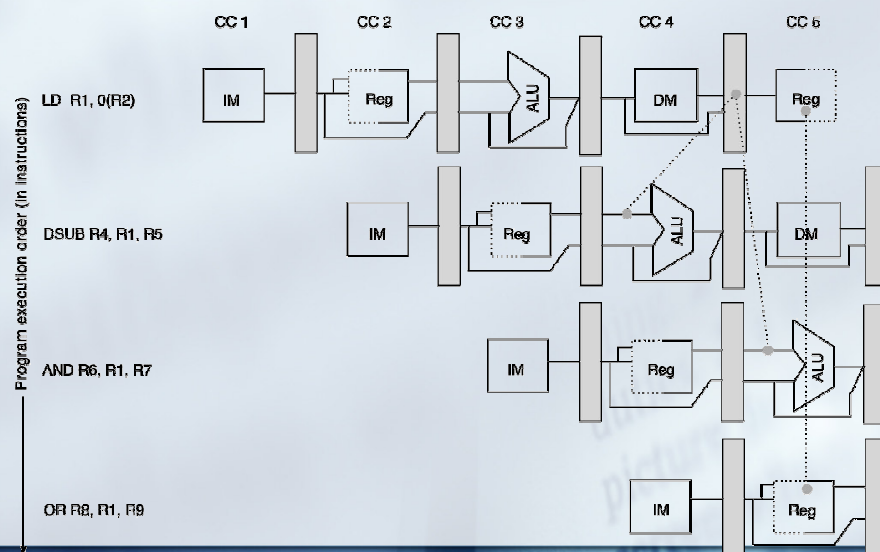 CC 1 CC 2 CC 3 CC 4 CC 5
Program execution order (in instructions)
LD R1, 0(R2) IM Reg ALU DM Reg
DSUB R4, R1, R5 IM Reg ALU DM
AND R6, R1, R7 IM Reg ALU
OR R8, R1, R9 IM Reg
picture